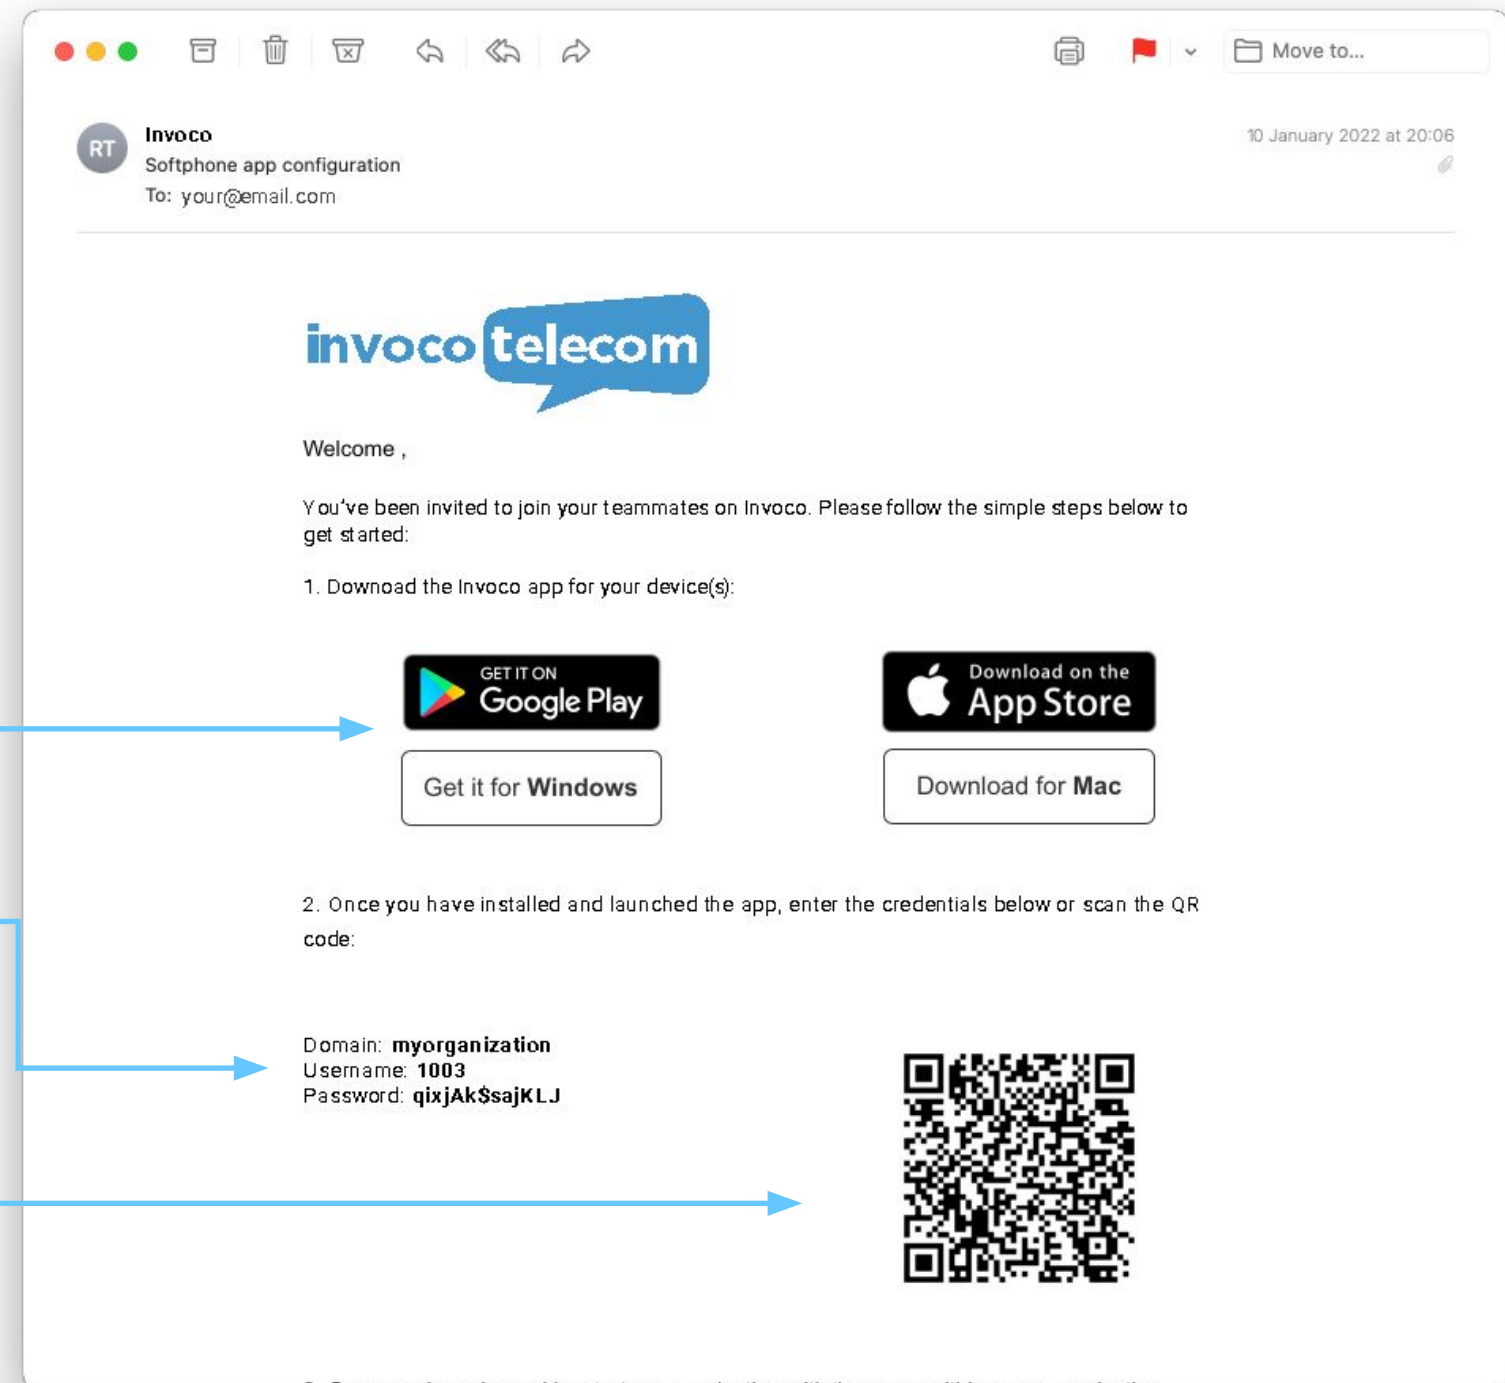 Move to...
RT
Invoco
10 January 2022 at 20:06
Softphone app configuration
To: your@email.com
invoco telecom
Welcome ,
You've been invited to join your teammates on Invoco. Please follow the simple steps below to
get started:
1. Downoad the Invoco app for your device(s):
GET IT ON
Google Play
Download on the
App Store
Get it for Windows
Download for Mac
2. Once you have installed and launched the app, enter the credentials below or scan the QR
code:
Domain: myorganization
Username: 1003
Password: qixjAk$sajKLJ